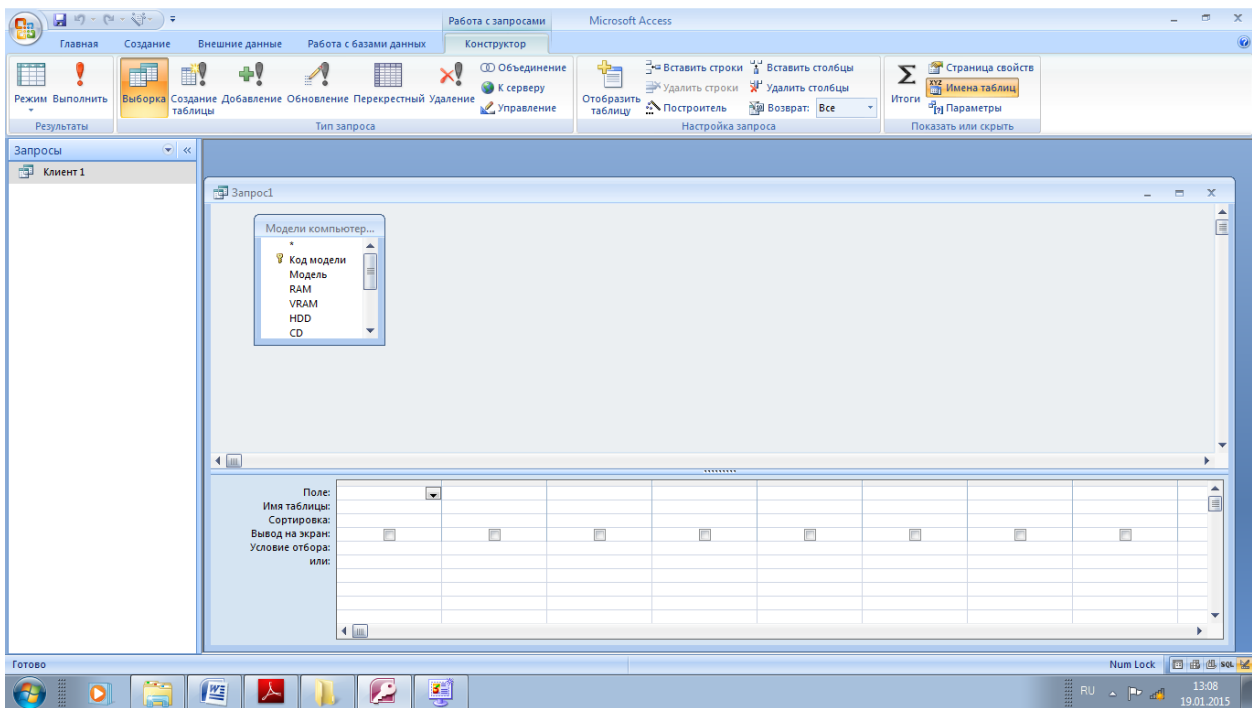 Работа с запросами
Microsoft Access
Главная Создание Внешние данные Работа с базами данных Конструктор
Режим Выполнить
Результаты
Выборка Создание таблицы Добавление Обновление Перекрестный Удаление
Объединение
К серверу
Управление
Тип запроса
Отобразить таблицу
Вставить строки
Удалить строки
Построитель
Вставить столбцы
Удалить столбцы
Возврат: Все
Настройка запроса
Итоги
Страница свойств
XYZ
Имена таблиц
Параметры
Показать или скрыть
Запросы
Клиент 1
Запрос1
Модели компьютер...
*
Код модели
Модель
RAM
VRAM
HDD
CD
Поле:
Имя таблицы:
Сортировка:
Вывод на экран:
Условие отбора:
или:
Готово
Num Lock
SQL
RU
13:08
19.01.2015